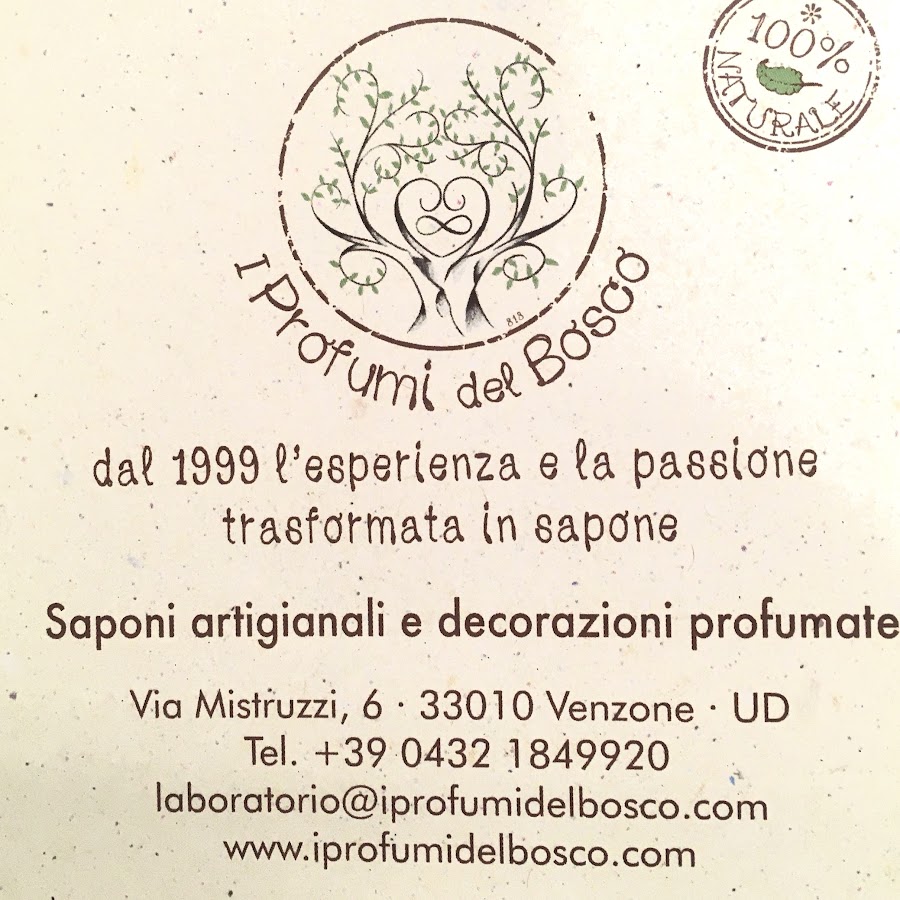 100%
NATURALE
818
I Profumi del Bosco
dal 1999 l'esperienza e la passione
trasformata in sapone
Saponi artigianali e decorazioni profumate
Via Mistruzzi, 6 · 33010 Venzone · UD
Tel. +39 0432 1849920
laboratorio@iprofumidelbosco.com
www.iprofumidelbosco.com